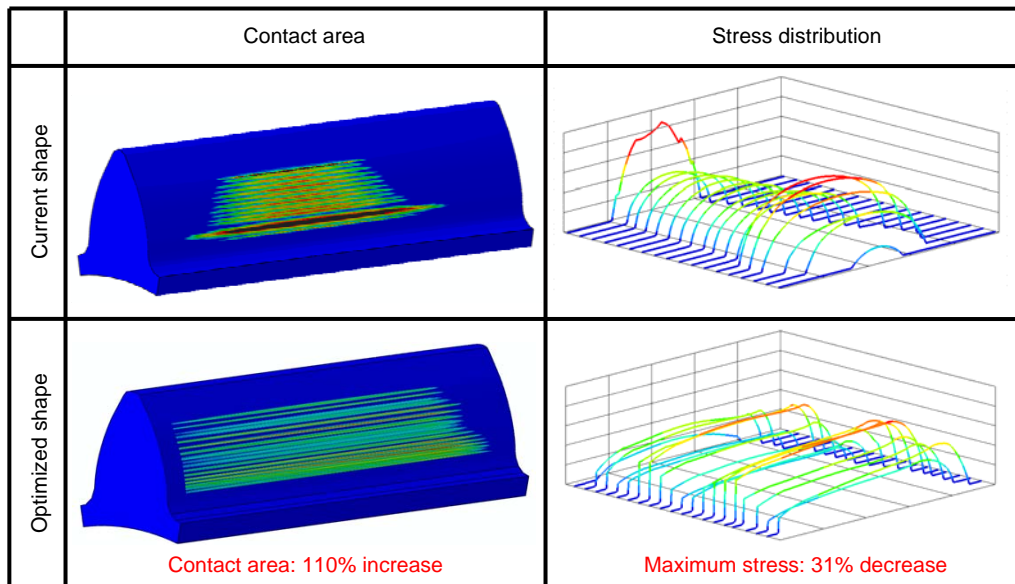 Contact area
Stress distribution
Current shape
Optimized shape
Contact area: 110% increase
Maximum stress: 31% decrease